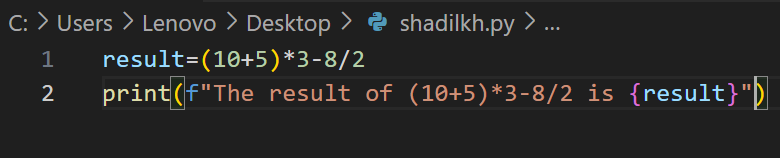 C: > Users > Lenovo > Desktop > shadilkh.py > ...
1 result=(10+5)*3-8/2
2 print(f"The result of (10+5)*3-8/2 is {result}")